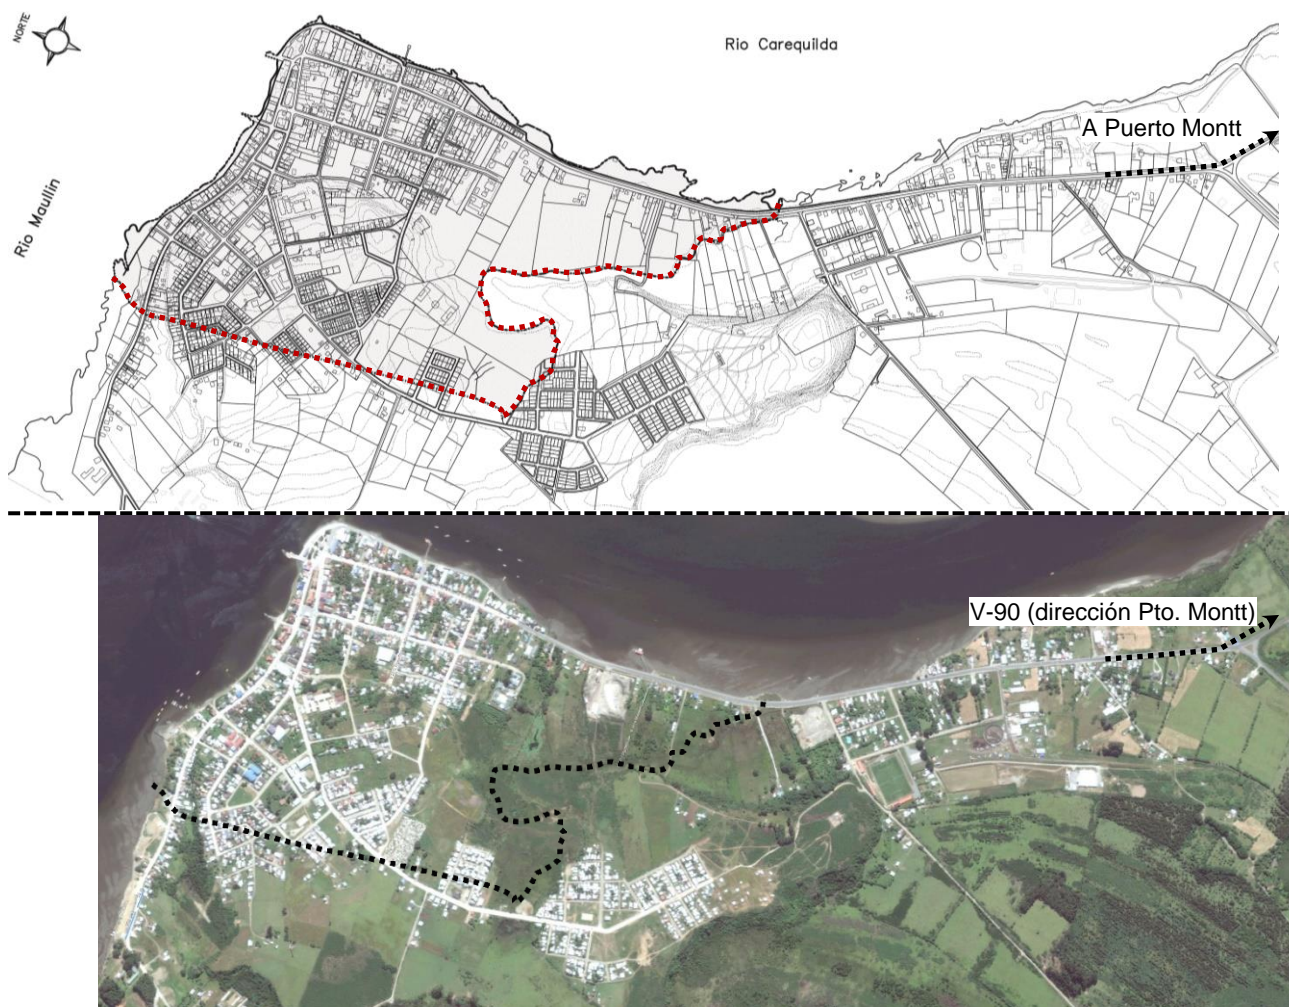 NORTE
Rio Carequilda
A Puerto Montt
Rio Maullin
V-90 (dirección Pto. Montt)